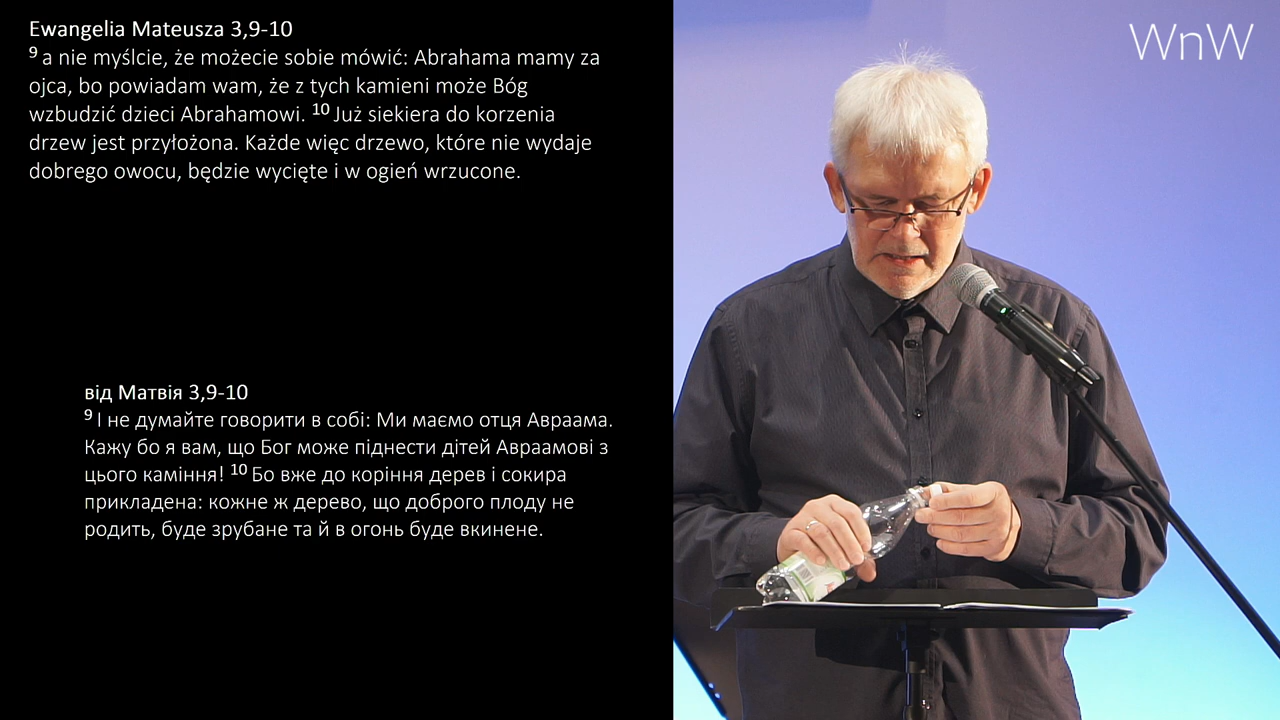 Ewangelia Mateusza 3,9-10
9 a nie myślcie, że możecie sobie mówić: Abrahama mamy za
ojca, bo powiadam wam, że z tych kamieni może Bóg
wzbudzić dzieci Abrahamowi. 10 Już siekiera do korzenia
drzew jest przyłożona. Każde więc drzewo, które nie wydaje
dobrego owocu, będzie wycięte i w ogień wrzucone.
від Матвія 3,9-10
9 І не думайте говорити в собі: Ми маємо отця Авраама.
Кажу бо я вам, що Бог може піднести дітей Авраамові з
цього каміння! 10 Бо вже до коріння дерев і сокира
прикладена: кожне ж дерево, що доброго плоду не
родить, буде зрубане та й в огонь буде вкинене.
WnW